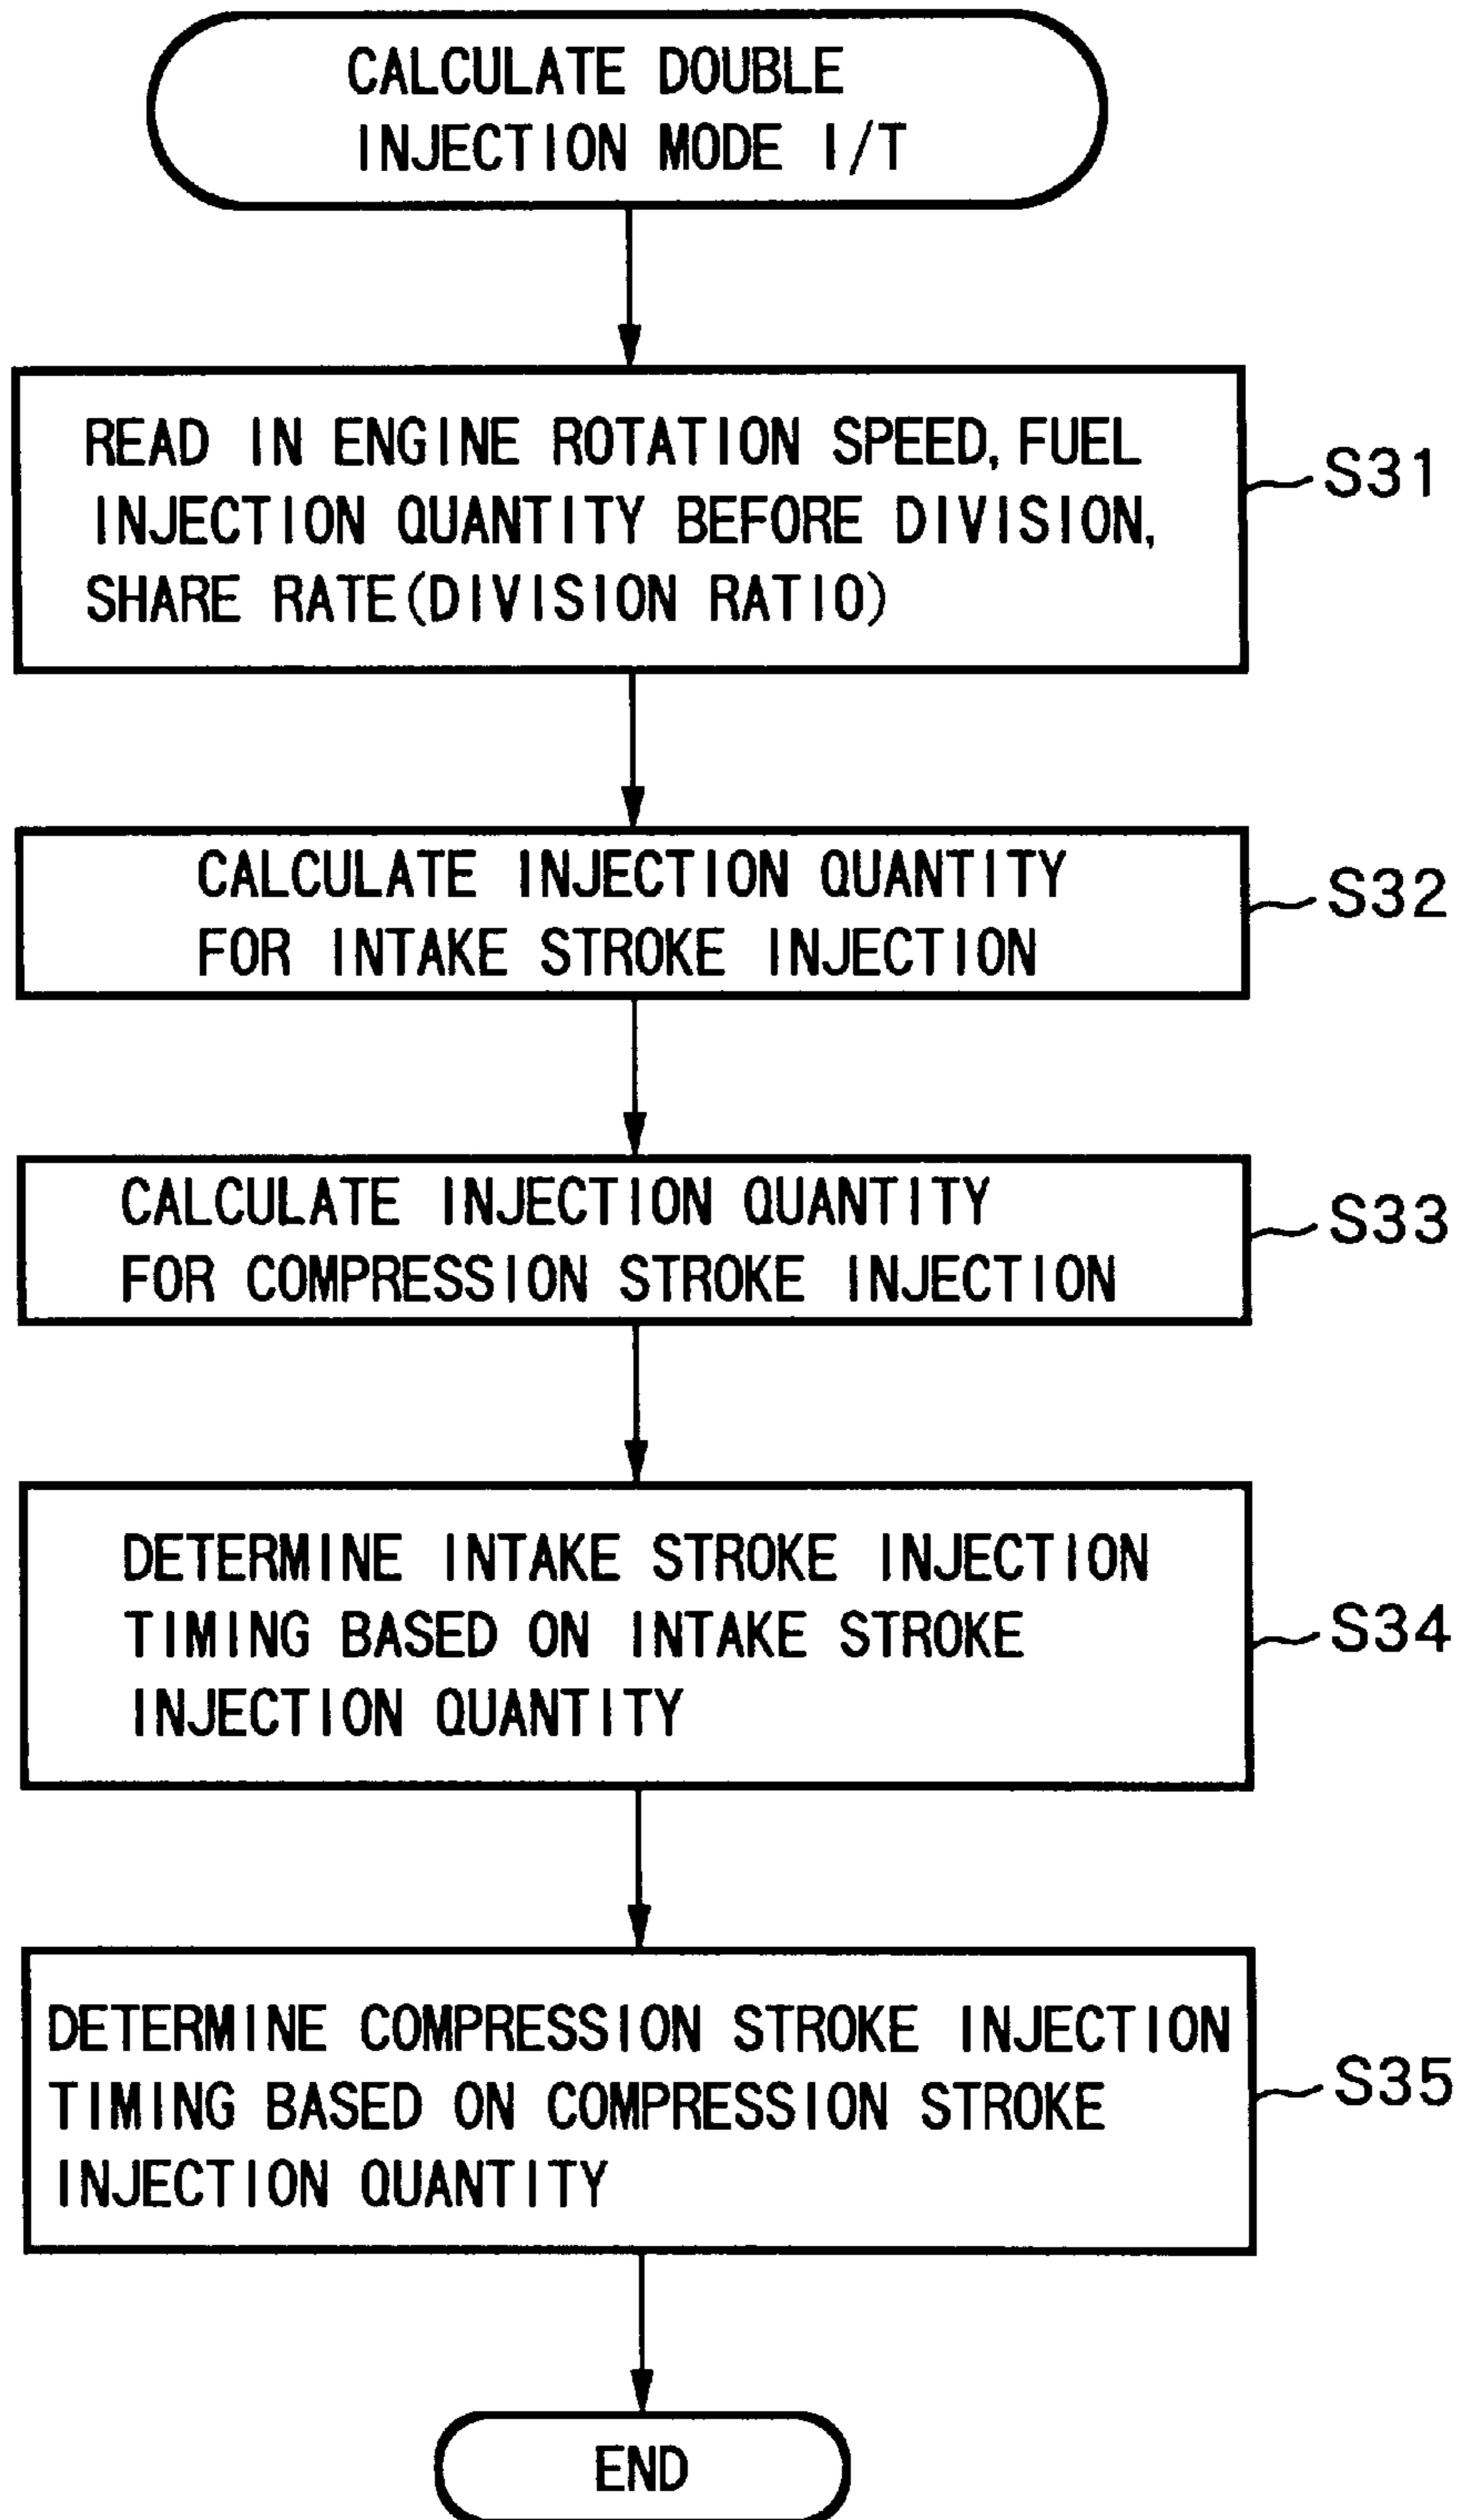 CALCULATE DOUBLE
INJECTION MODE I/T
READ IN ENGINE ROTATION SPEED, FUEL
INJECTION QUANTITY BEFORE DIVISION,
SHARE RATE(DIVISION RATIO)
S31
CALCULATE INJECTION QUANTITY
FOR INTAKE STROKE INJECTION
S32
CALCULATE INJECTION QUANTITY
FOR COMPRESSION STROKE INJECTION
S33
DETERMINE INTAKE STROKE INJECTION
TIMING BASED ON INTAKE STROKE
INJECTION QUANTITY
S34
DETERMINE COMPRESSION STROKE INJECTION
TIMING BASED ON COMPRESSION STROKE
INJECTION QUANTITY
S35
END